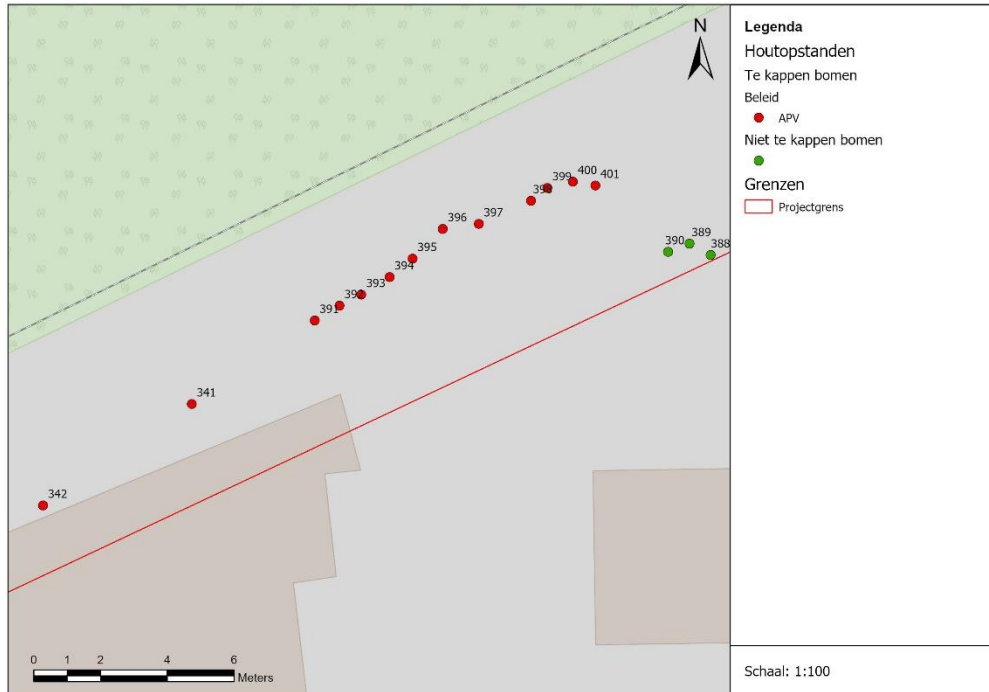 N
400
399
401
398
396
397
395
394
393
392
391
389
390
388
341
342
0 1 2 4 6
Meters
Legenda
Houtopstanden
Te kappen bomen
Beleid
APV
Niet te kappen bomen
Grenzen
Projectgrens
Schaal: 1:100